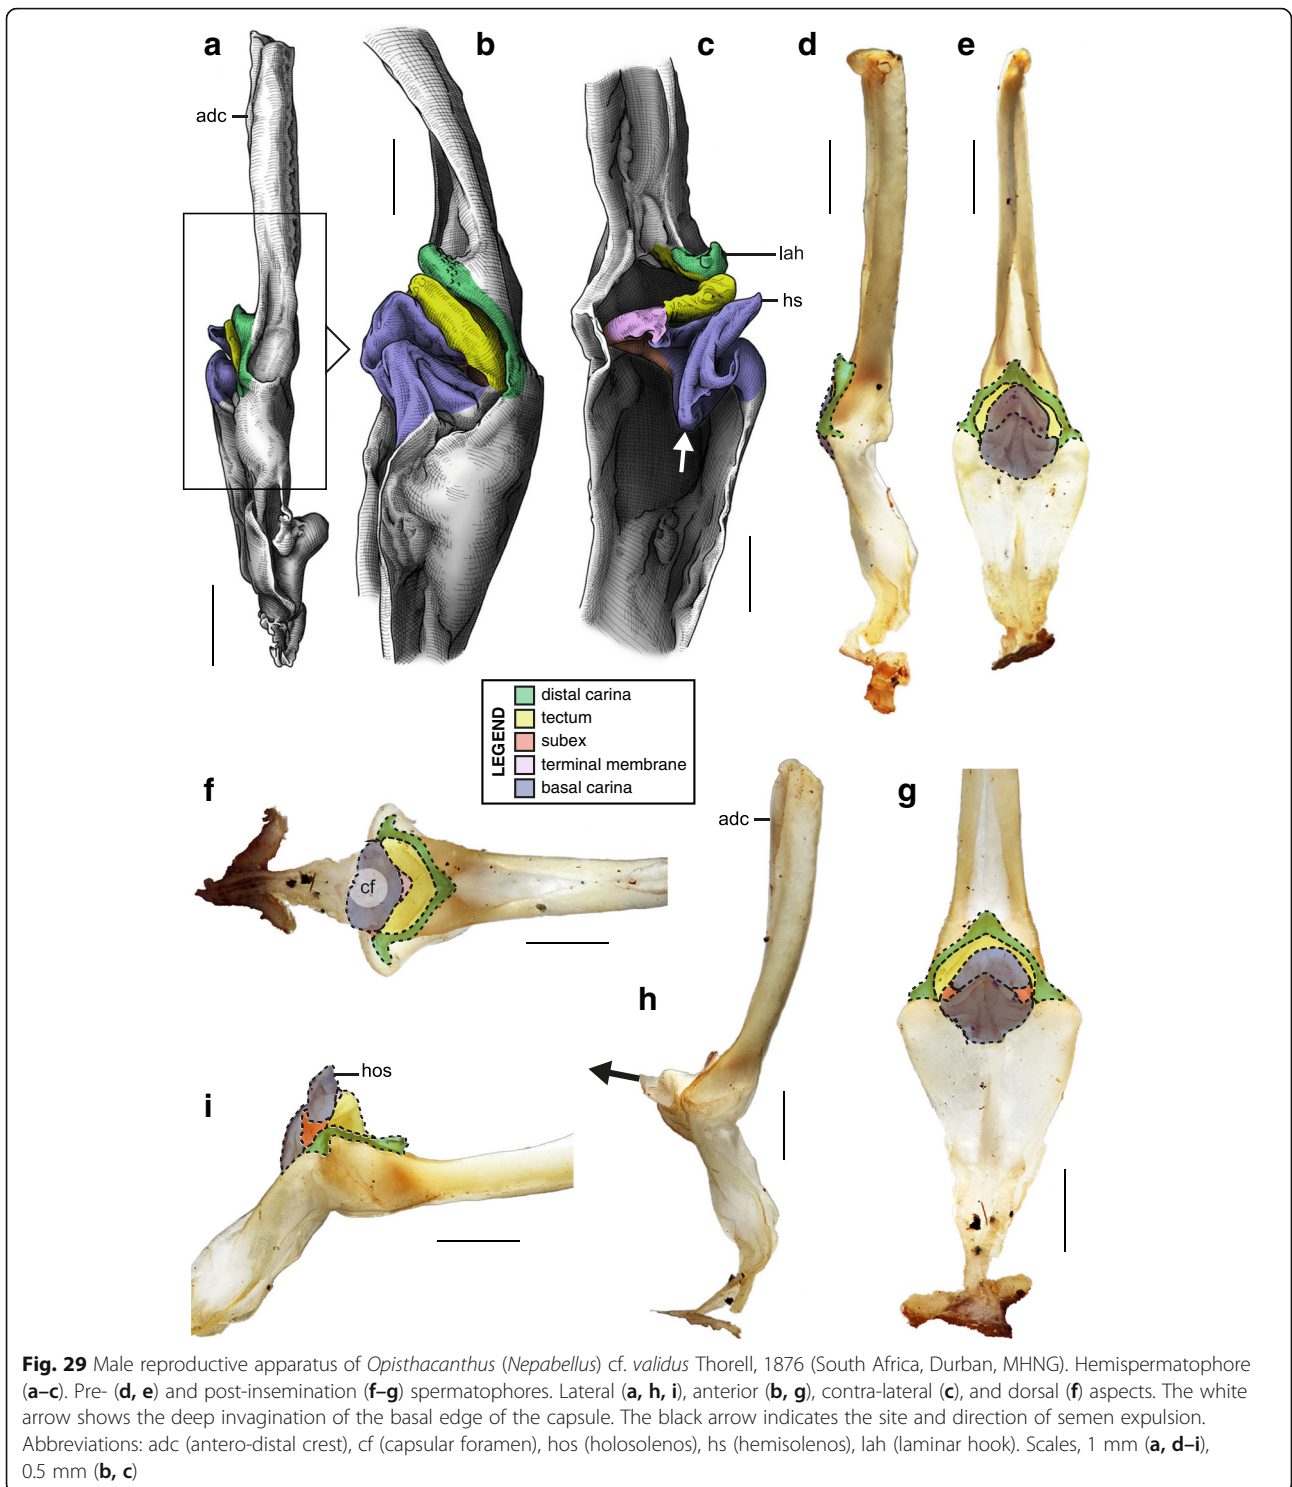 a
b
c
d
e
adc
lah
hs
LEGEND
distal carina
tectum
subex
terminal membrane
basal carina
f
cf
adc
g
h
hos
i
Fig. 29 Male reproductive apparatus of Opisthacanthus (Nepabellus) cf. validus Thorell, 1876 (South Africa, Durban, MHNG). Hemispermatophore
(a–c). Pre- (d, e) and post-insemination (f–g) spermatophores. Lateral (a, h, i), anterior (b, g), contra-lateral (c), and dorsal (f) aspects. The white
arrow shows the deep invagination of the basal edge of the capsule. The black arrow indicates the site and direction of semen expulsion.
Abbreviations: adc (antero-distal crest), cf (capsular foramen), hos (holosolenos), hs (hemisolenos), lah (laminar hook). Scales, 1 mm (a, d–i),
0.5 mm (b, c)